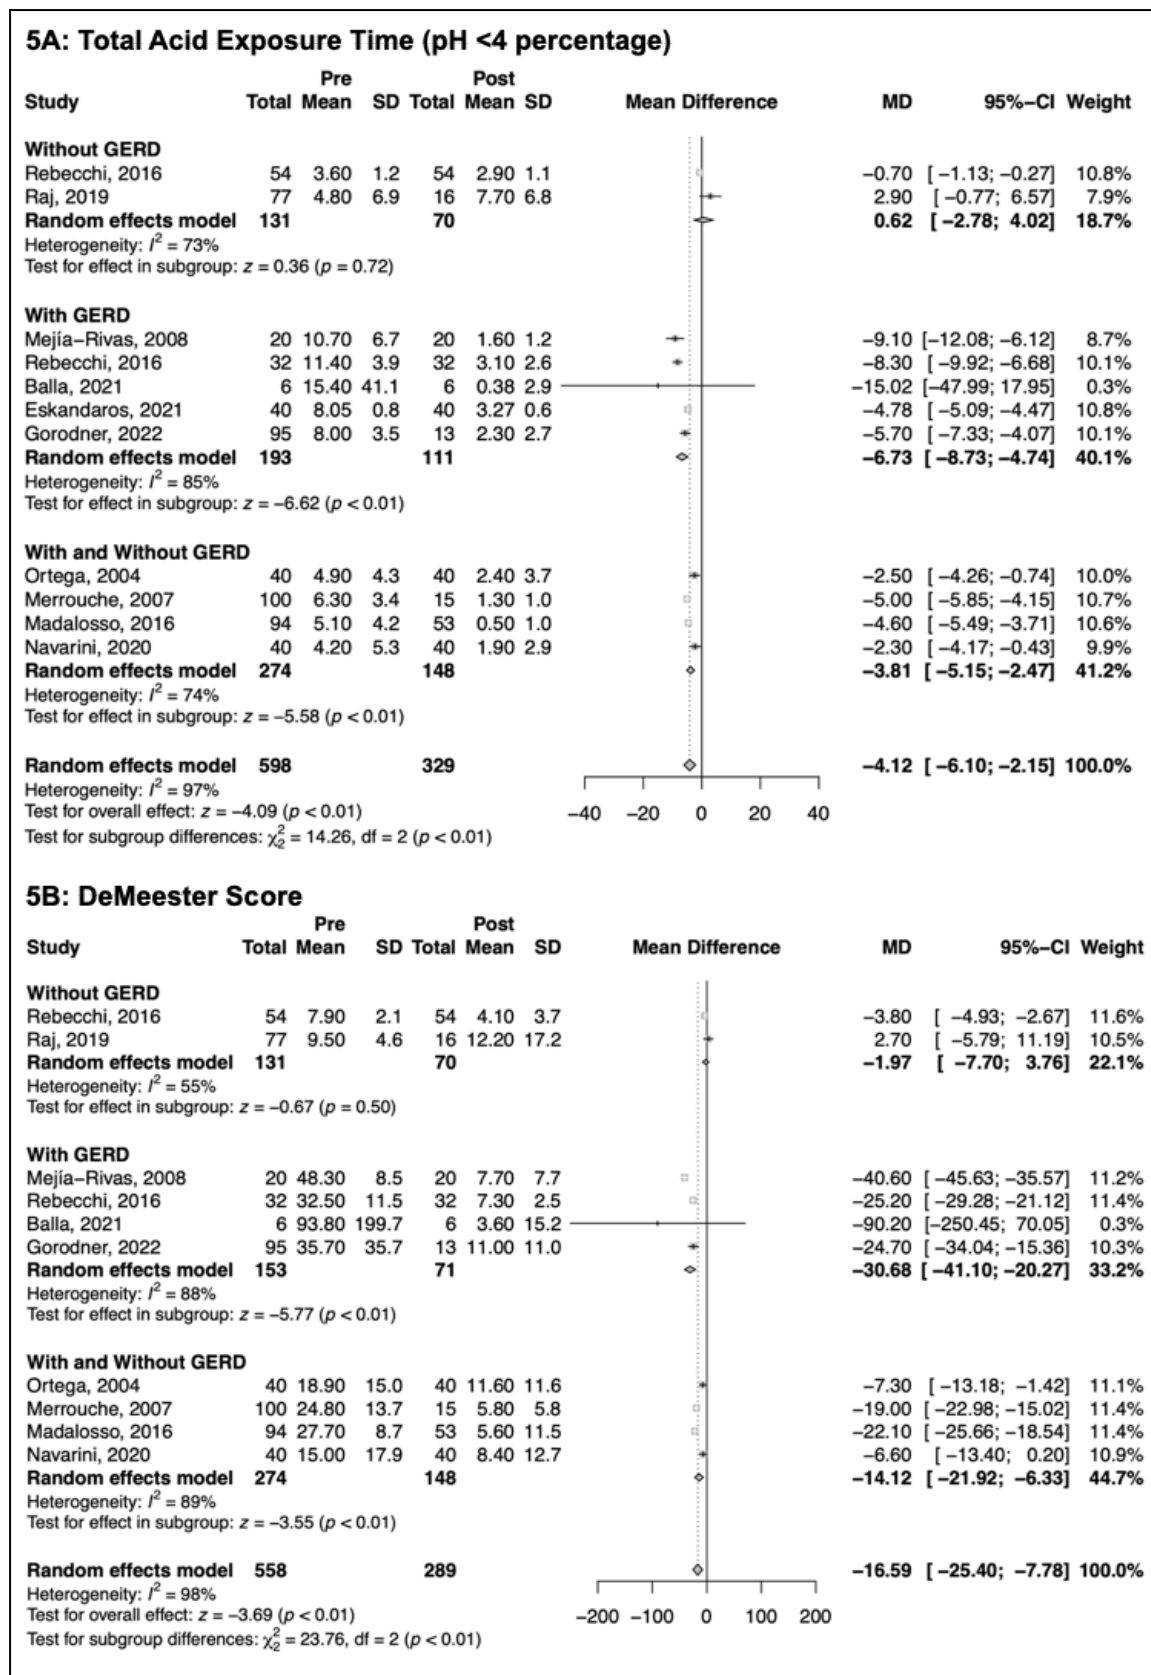 5A: Total Acid Exposure Time (pH <4 percentage)
Pre Post
Study Total Mean SD Total Mean SD Mean Difference MD 95%−CI Weight
Without GERD
Rebecchi, 2016 54 3.60 1.2 54 2.90 1.1 −0.70 [ −1.13; −0.27] 10.8%
Raj, 2019 77 4.80 6.9 16 7.70 6.8 2.90 [ −0.77; 6.57] 7.9%
Random effects model 131 70 0.62 [ −2.78; 4.02] 18.7%
Heterogeneity: I² = 73%
Test for effect in subgroup: z = 0.36 (p = 0.72)
With GERD
Mejía−Rivas, 2008 20 10.70 6.7 20 1.60 1.2 −9.10 [−12.08; −6.12] 8.7%
Rebecchi, 2016 32 11.40 3.9 32 3.10 2.6 −8.30 [ −9.92; −6.68] 10.1%
Balla, 2021 6 15.40 41.1 6 0.38 2.9 −15.02 [−47.99; 17.95] 0.3%
Eskandaros, 2021 40 8.05 0.8 40 3.27 0.6 −4.78 [ −5.09; −4.47] 10.8%
Gorodner, 2022 95 8.00 3.5 13 2.30 2.7 −5.70 [ −7.33; −4.07] 10.1%
Random effects model 193 111 −6.73 [ −8.73; −4.74] 40.1%
Heterogeneity: I² = 85%
Test for effect in subgroup: z = −6.62 (p < 0.01)
With and Without GERD
Ortega, 2004 40 4.90 4.3 40 2.40 3.7 −2.50 [ −4.26; −0.74] 10.0%
Merrouche, 2007 100 6.30 3.4 15 1.30 1.0 −5.00 [ −5.85; −4.15] 10.7%
Madalosso, 2016 94 5.10 4.2 53 0.50 1.0 −4.60 [ −5.49; −3.71] 10.6%
Navarini, 2020 40 4.20 5.3 40 1.90 2.9 −2.30 [ −4.17; −0.43] 9.9%
Random effects model 274 148 −3.81 [ −5.15; −2.47] 41.2%
Heterogeneity: I² = 74%
Test for effect in subgroup: z = −5.58 (p < 0.01)
Random effects model 598 329 −4.12 [ −6.10; −2.15] 100.0%
Heterogeneity: I² = 97%
Test for overall effect: z = −4.09 (p < 0.01)
−40 −20 0 20 40
Test for subgroup differences: χ²₂ = 14.26, df = 2 (p < 0.01)
5B: DeMeester Score
Pre Post
Study Total Mean SD Total Mean SD Mean Difference MD 95%−CI Weight
Without GERD
Rebecchi, 2016 54 7.90 2.1 54 4.10 3.7 −3.80 [ −4.93; −2.67] 11.6%
Raj, 2019 77 9.50 4.6 16 12.20 17.2 2.70 [ −5.79; 11.19] 10.5%
Random effects model 131 70 −1.97 [ −7.70; 3.76] 22.1%
Heterogeneity: I² = 55%
Test for effect in subgroup: z = −0.67 (p = 0.50)
With GERD
Mejía−Rivas, 2008 20 48.30 8.5 20 7.70 7.7 −40.60 [ −45.63; −35.57] 11.2%
Rebecchi, 2016 32 32.50 11.5 32 7.30 2.5 −25.20 [ −29.28; −21.12] 11.4%
Balla, 2021 6 93.80 199.7 6 3.60 15.2 −90.20 [−250.45; 70.05] 0.3%
Gorodner, 2022 95 35.70 35.7 13 11.00 11.0 −24.70 [ −34.04; −15.36] 10.3%
Random effects model 153 71 −30.68 [ −41.10; −20.27] 33.2%
Heterogeneity: I² = 88%
Test for effect in subgroup: z = −5.77 (p < 0.01)
With and Without GERD
Ortega, 2004 40 18.90 15.0 40 11.60 11.6 −7.30 [ −13.18; −1.42] 11.1%
Merrouche, 2007 100 24.80 13.7 15 5.80 5.8 −19.00 [ −22.98; −15.02] 11.4%
Madalosso, 2016 94 27.70 8.7 53 5.60 11.5 −22.10 [ −25.66; −18.54] 11.4%
Navarini, 2020 40 15.00 17.9 40 8.40 12.7 −6.60 [ −13.40; 0.20] 10.9%
Random effects model 274 148 −14.12 [ −21.92; −6.33] 44.7%
Heterogeneity: I² = 89%
Test for effect in subgroup: z = −3.55 (p < 0.01)
Random effects model 558 289 −16.59 [ −25.40; −7.78] 100.0%
Heterogeneity: I² = 98%
Test for overall effect: z = −3.69 (p < 0.01)
−200 −100 0 100 200
Test for subgroup differences: χ²₂ = 23.76, df = 2 (p < 0.01)